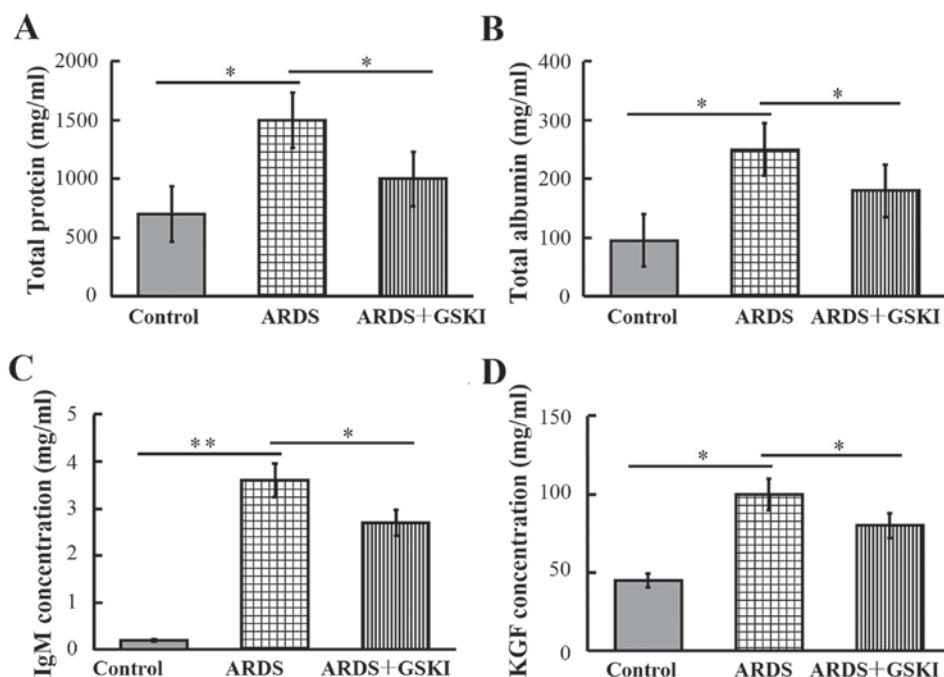 A
Total protein (mg/ml)
2000
1500
1000
500
0
*
*
Control
ARDS
ARDS+GSKI
B
Total albumin (mg/ml)
400
300
200
100
0
*
*
Control
ARDS
ARDS+GSKI
C
IgM concentration (mg/ml)
5
4
3
2
1
0
**
*
Control
ARDS
ARDS+GSKI
D
KGF concentration (mg/ml)
150
100
50
0
*
*
Control
ARDS
ARDS+GSKI